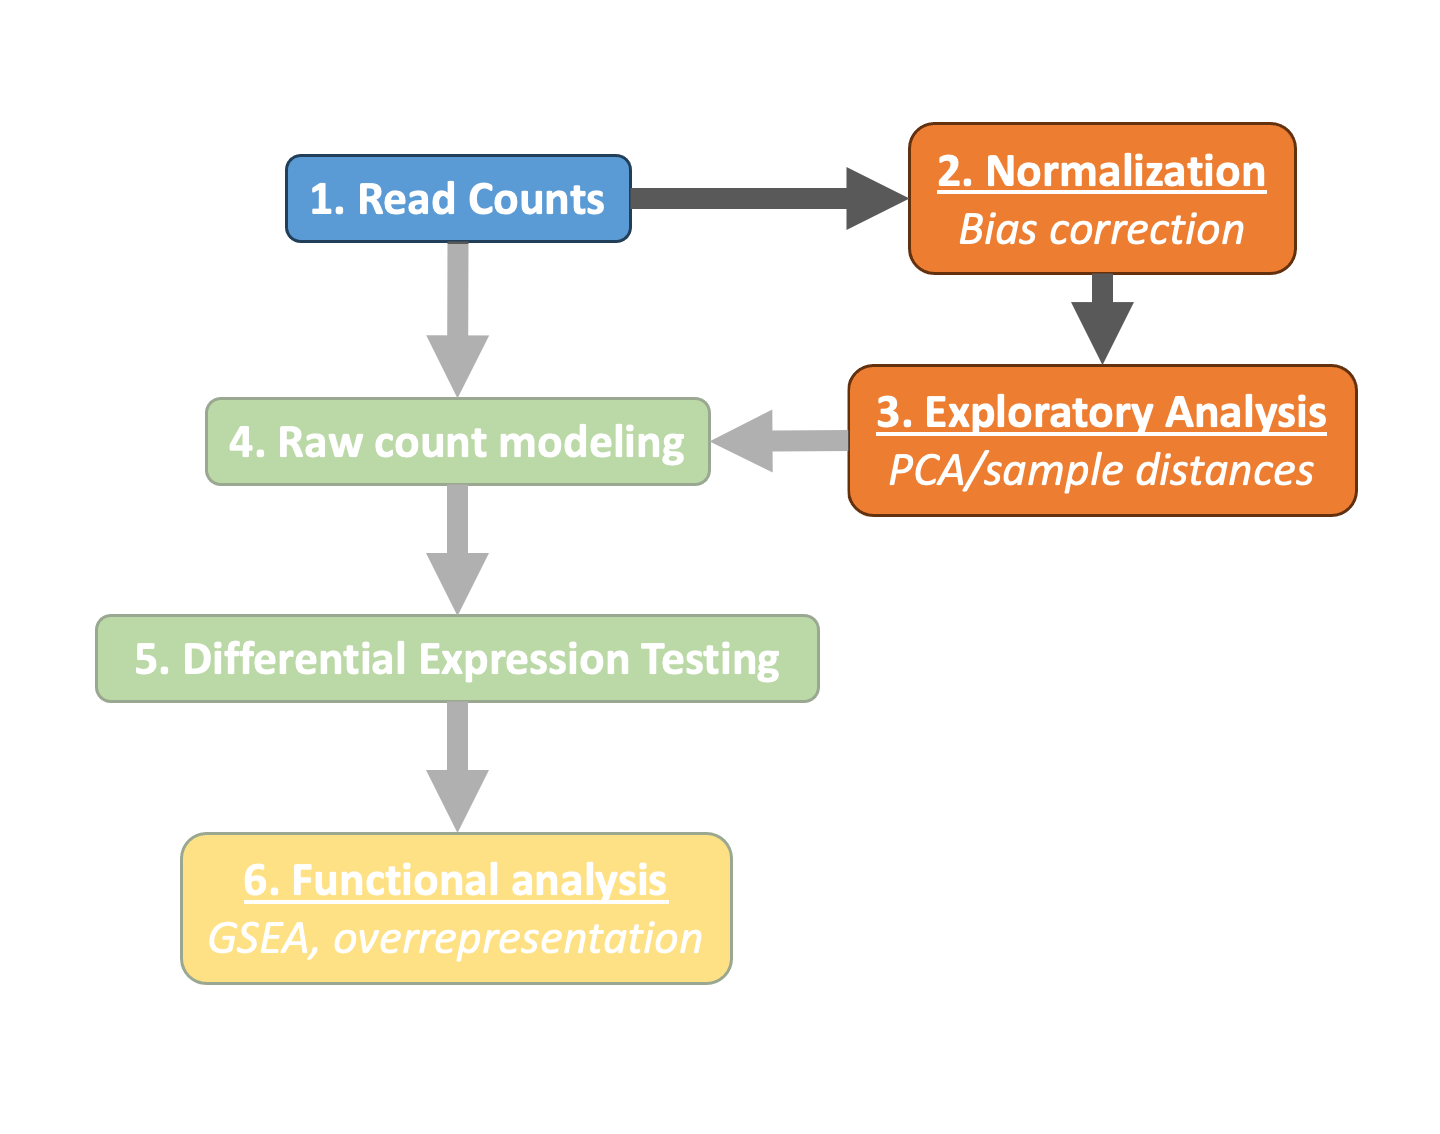 1. Read Counts
2. Normalization
Bias correction
3. Exploratory Analysis
PCA/sample distances
4. Raw count modeling
5. Differential Expression Testing
6. Functional analysis
GSEA, overrepresentation